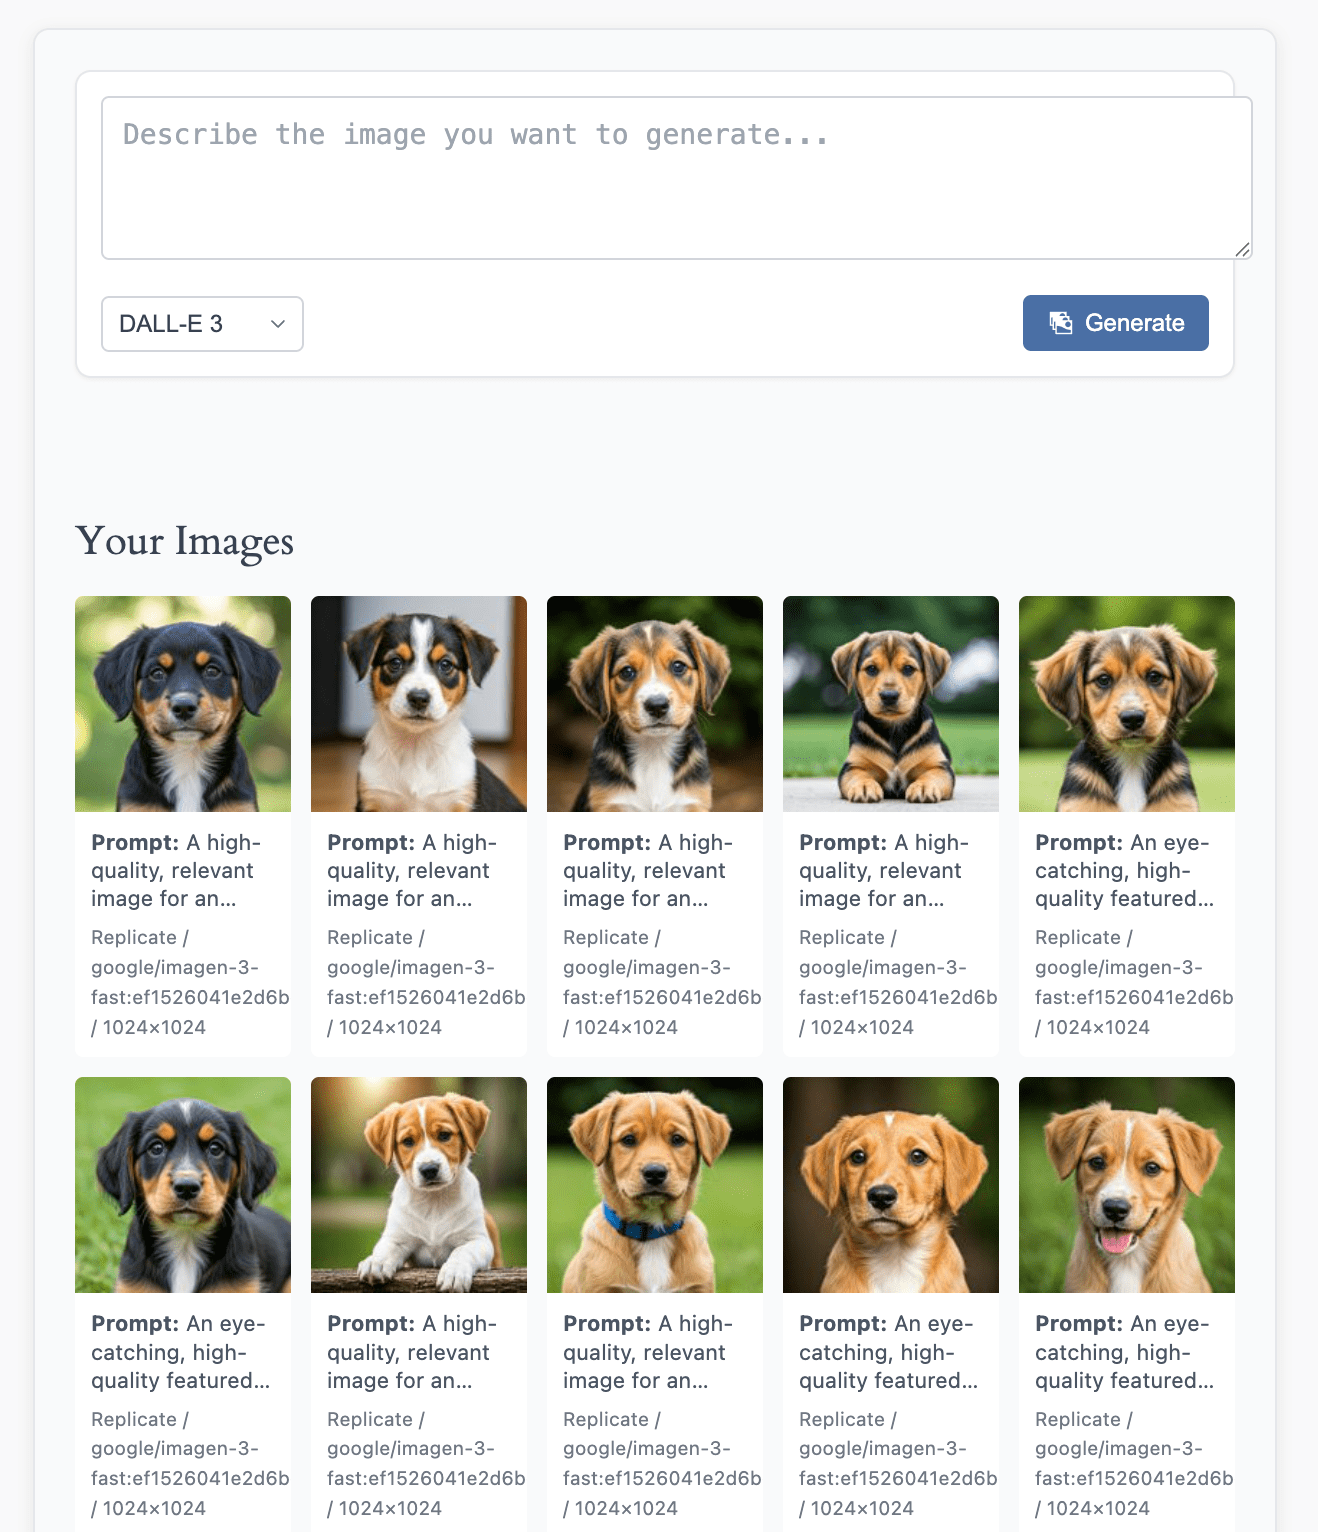 Describe the image you want to generate...
DALL-E 3
Generate
Your Images
Prompt: A high-
quality, relevant
image for an...
Replicate /
google/imagen-3-
fast:ef1526041e2d6b
/ 1024×1024
Prompt: A high-
quality, relevant
image for an...
Replicate /
google/imagen-3-
fast:ef1526041e2d6b
/ 1024×1024
Prompt: A high-
quality, relevant
image for an...
Replicate /
google/imagen-3-
fast:ef1526041e2d6b
/ 1024×1024
Prompt: A high-
quality, relevant
image for an...
Replicate /
google/imagen-3-
fast:ef1526041e2d6b
/ 1024×1024
Prompt: An eye-
catching, high-
quality featured...
Replicate /
google/imagen-3-
fast:ef1526041e2d6b
/ 1024×1024
Prompt: An eye-
catching, high-
quality featured...
Replicate /
google/imagen-3-
fast:ef1526041e2d6b
/ 1024×1024
Prompt: A high-
quality, relevant
image for an...
Replicate /
google/imagen-3-
fast:ef1526041e2d6b
/ 1024×1024
Prompt: A high-
quality, relevant
image for an...
Replicate /
google/imagen-3-
fast:ef1526041e2d6b
/ 1024×1024
Prompt: An eye-
catching, high-
quality featured...
Replicate /
google/imagen-3-
fast:ef1526041e2d6b
/ 1024×1024
Prompt: An eye-
catching, high-
quality featured...
Replicate /
google/imagen-3-
fast:ef1526041e2d6b
/ 1024×1024